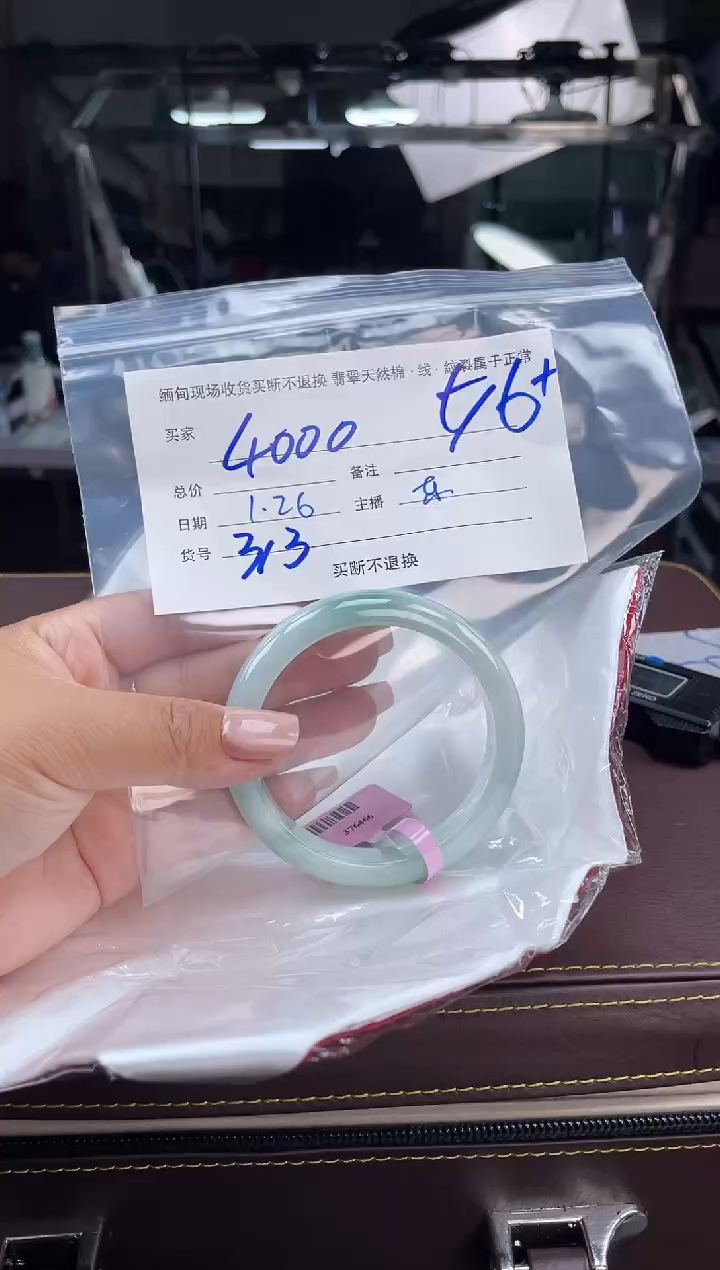 缅甸现场收货买断不退换 翡翠天然棉·线·纹裂属于正常
56+
买家 4000
总价 备注
日期 1.26 主播
货号 313
买断不退换
376466
ZERO